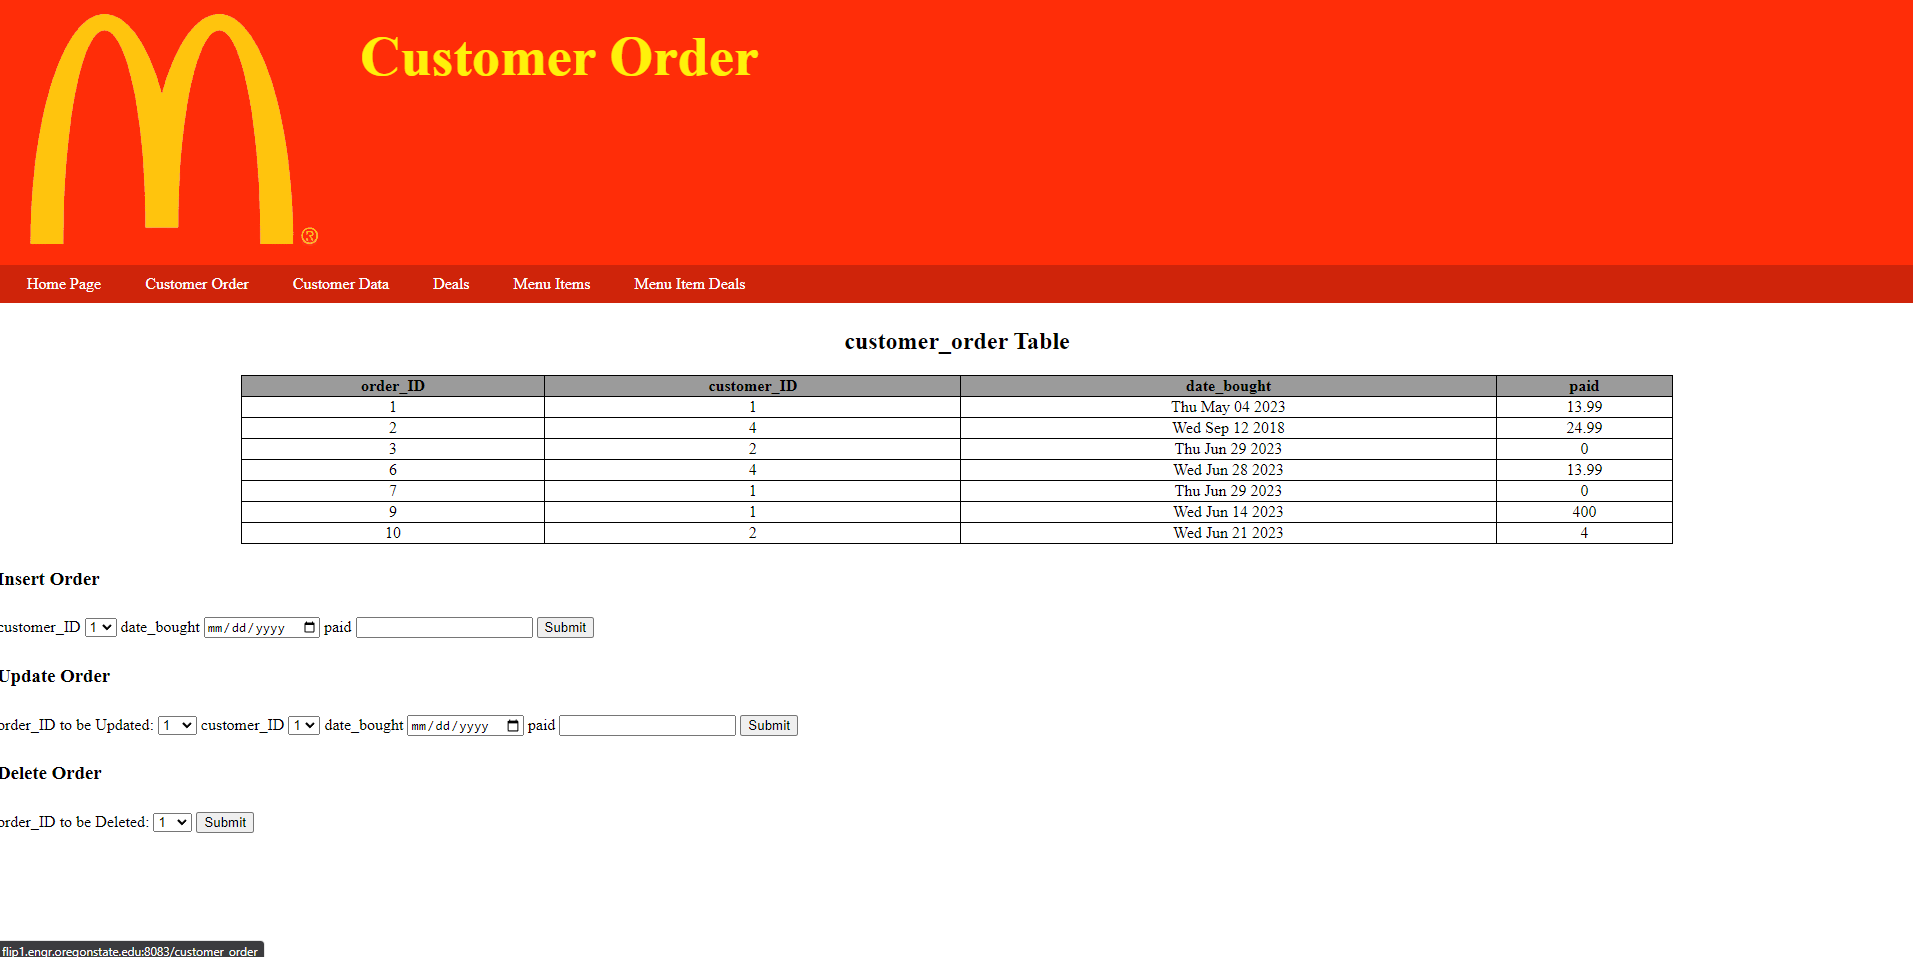 Customer Order
®
Home Page Customer Order Customer Data Deals Menu Items Menu Item Deals
customer_order Table
order_ID customer_ID date_bought paid
1 1 Thu May 04 2023 13.99
2 4 Wed Sep 12 2018 24.99
3 2 Thu Jun 29 2023 0
6 4 Wed Jun 28 2023 13.99
7 1 Thu Jun 29 2023 0
9 1 Wed Jun 14 2023 400
10 2 Wed Jun 21 2023 4
Insert Order
customer_ID 1 date_bought mm/dd/yyyy paid Submit
Update Order
order_ID to be Updated: 1 customer_ID 1 date_bought mm/dd/yyyy paid Submit
Delete Order
order_ID to be Deleted: 1 Submit
flip1.engr.oregonstate.edu:8083/customer_order